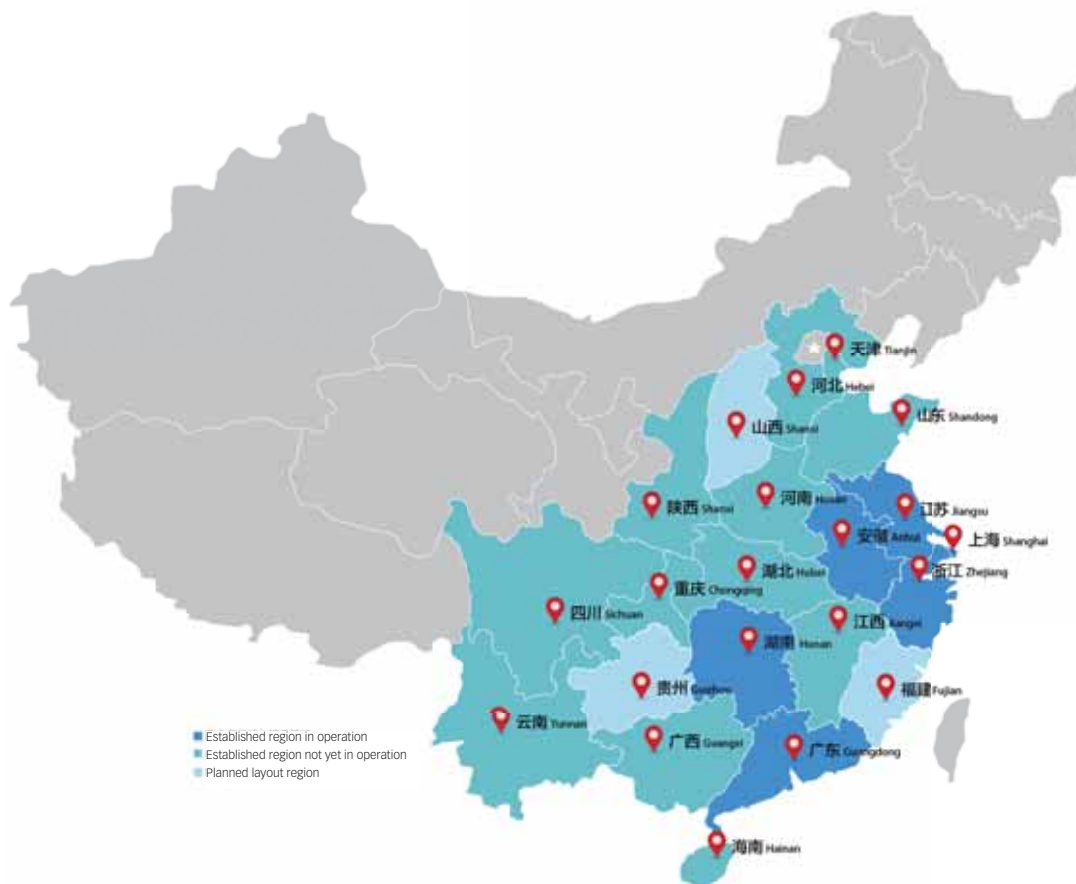 天津 Tianjin
河北 Hebei
山东 Shandong
山西 Shanxi
陕西 Shanxi
河南 Henan
江苏 Jiangsu
安徽 Anhui
上海 Shanghai
浙江 Zhejiang
湖北 Hubei
重庆 Chongqing
四川 Sichuan
江西 Jiangxi
湖南 Hunan
贵州
福建 Fujian
云南
广西 Guangxi
广东 Guangdong
Established region in operation
Established region not yet in operation
Planned layout region
海南 Hainan